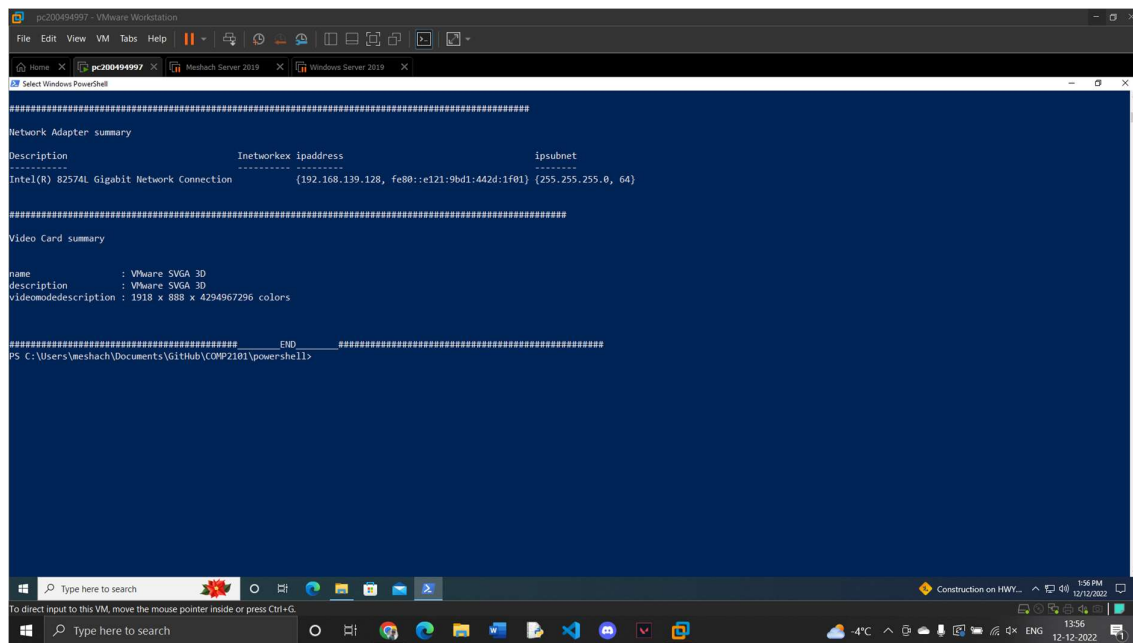 pc200494997 - VMware Workstation
File Edit View VM Tabs Help
Home pc200494997 Meshach Server 2019 Windows Server 2019
Select Windows PowerShell
####################################################################################################
Network Adapter summary
Description Inetworkex ipaddress ipsubnet
----------- ---------- --------- --------
Intel(R) 82574L Gigabit Network Connection {192.168.139.128, fe80::e121:9bd1:442d:1f01} {255.255.255.0, 64}
###########################################################################################################
Video Card summary
name : VMware SVGA 3D
description : VMware SVGA 3D
videomodedescription : 1918 x 888 x 4294967296 colors
############################################________END________###################################################
PS C:\Users\meshach\Documents\GitHub\COMP2101\powershell>
Type here to search Construction on HWY... 1:56 PM
12/12/2022
To direct input to this VM, move the mouse pointer inside or press Ctrl+G.
Type here to search -4°C ENG 13:56
12-12-2022